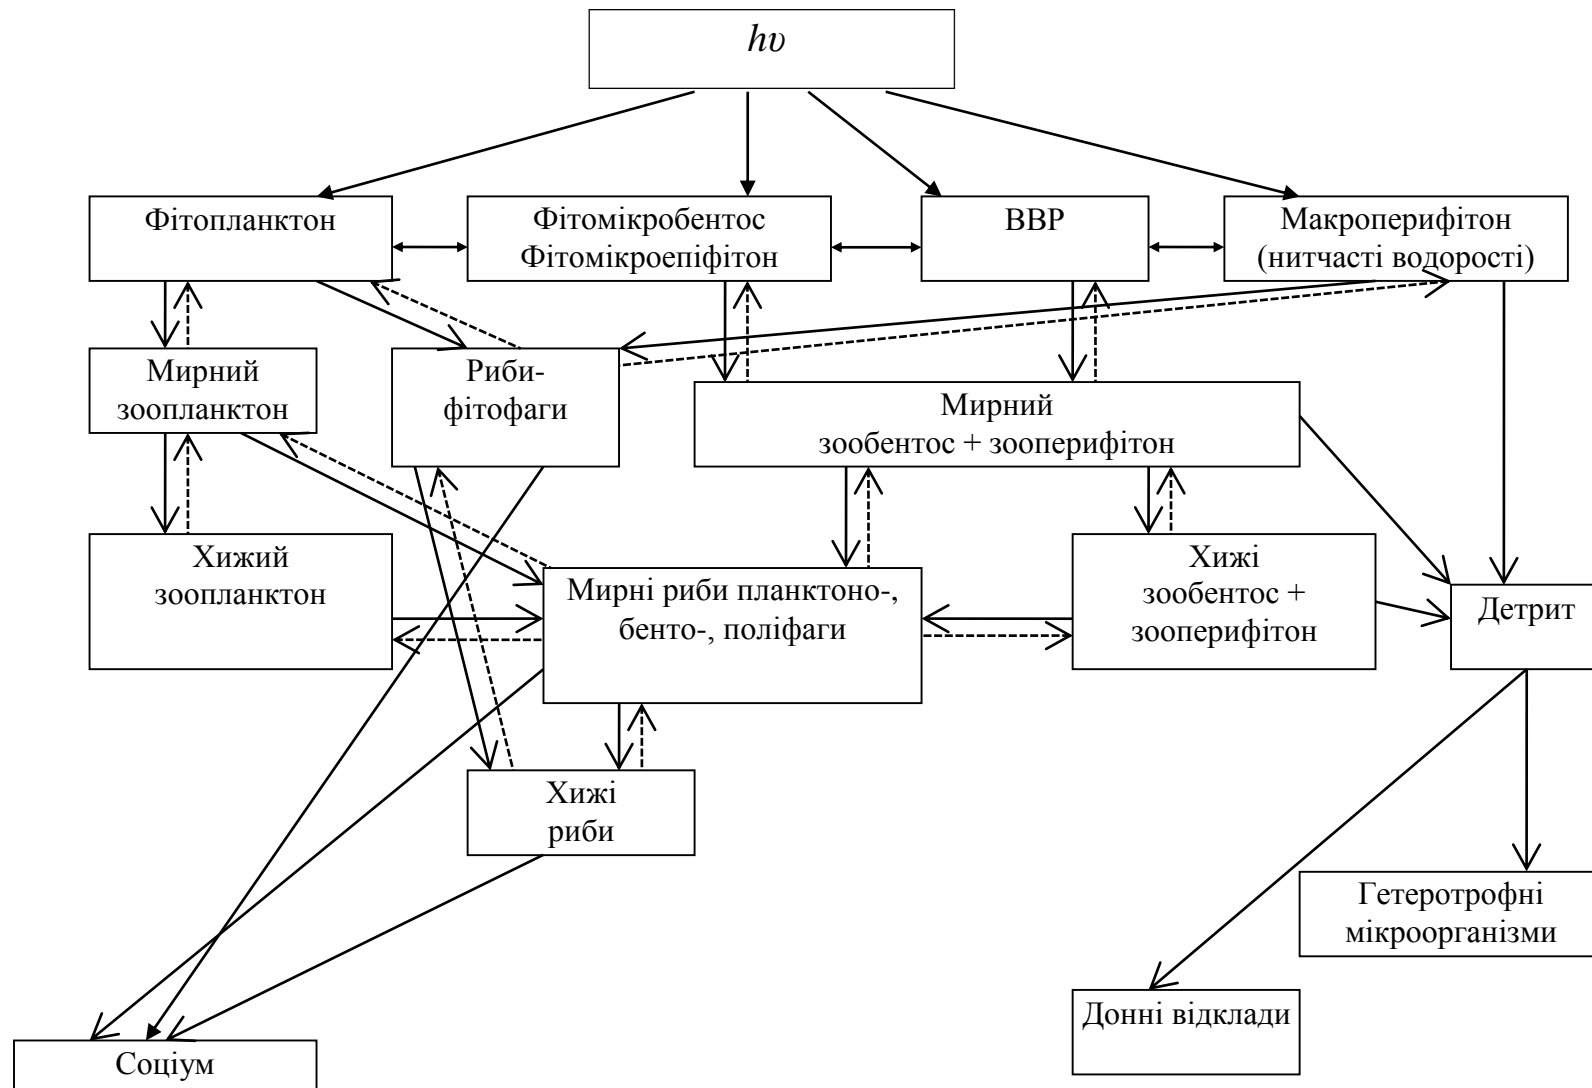 hυ
Фітопланктон
Фітомікробентос
Фітомікроепіфітон
ВВР
Макроперифітон
(нитчасті водорості)
Мирний
зоопланктон
Риби-
фітофаги
Мирний
зообентос + зооперифітон
Хижий
зоопланктон
Мирні риби планктоно-,
бенто-, поліфаги
Хижі
зообентос +
зооперифітон
Детрит
Хижі
риби
Гетеротрофні
мікроорганізми
Донні відклади
Соціум